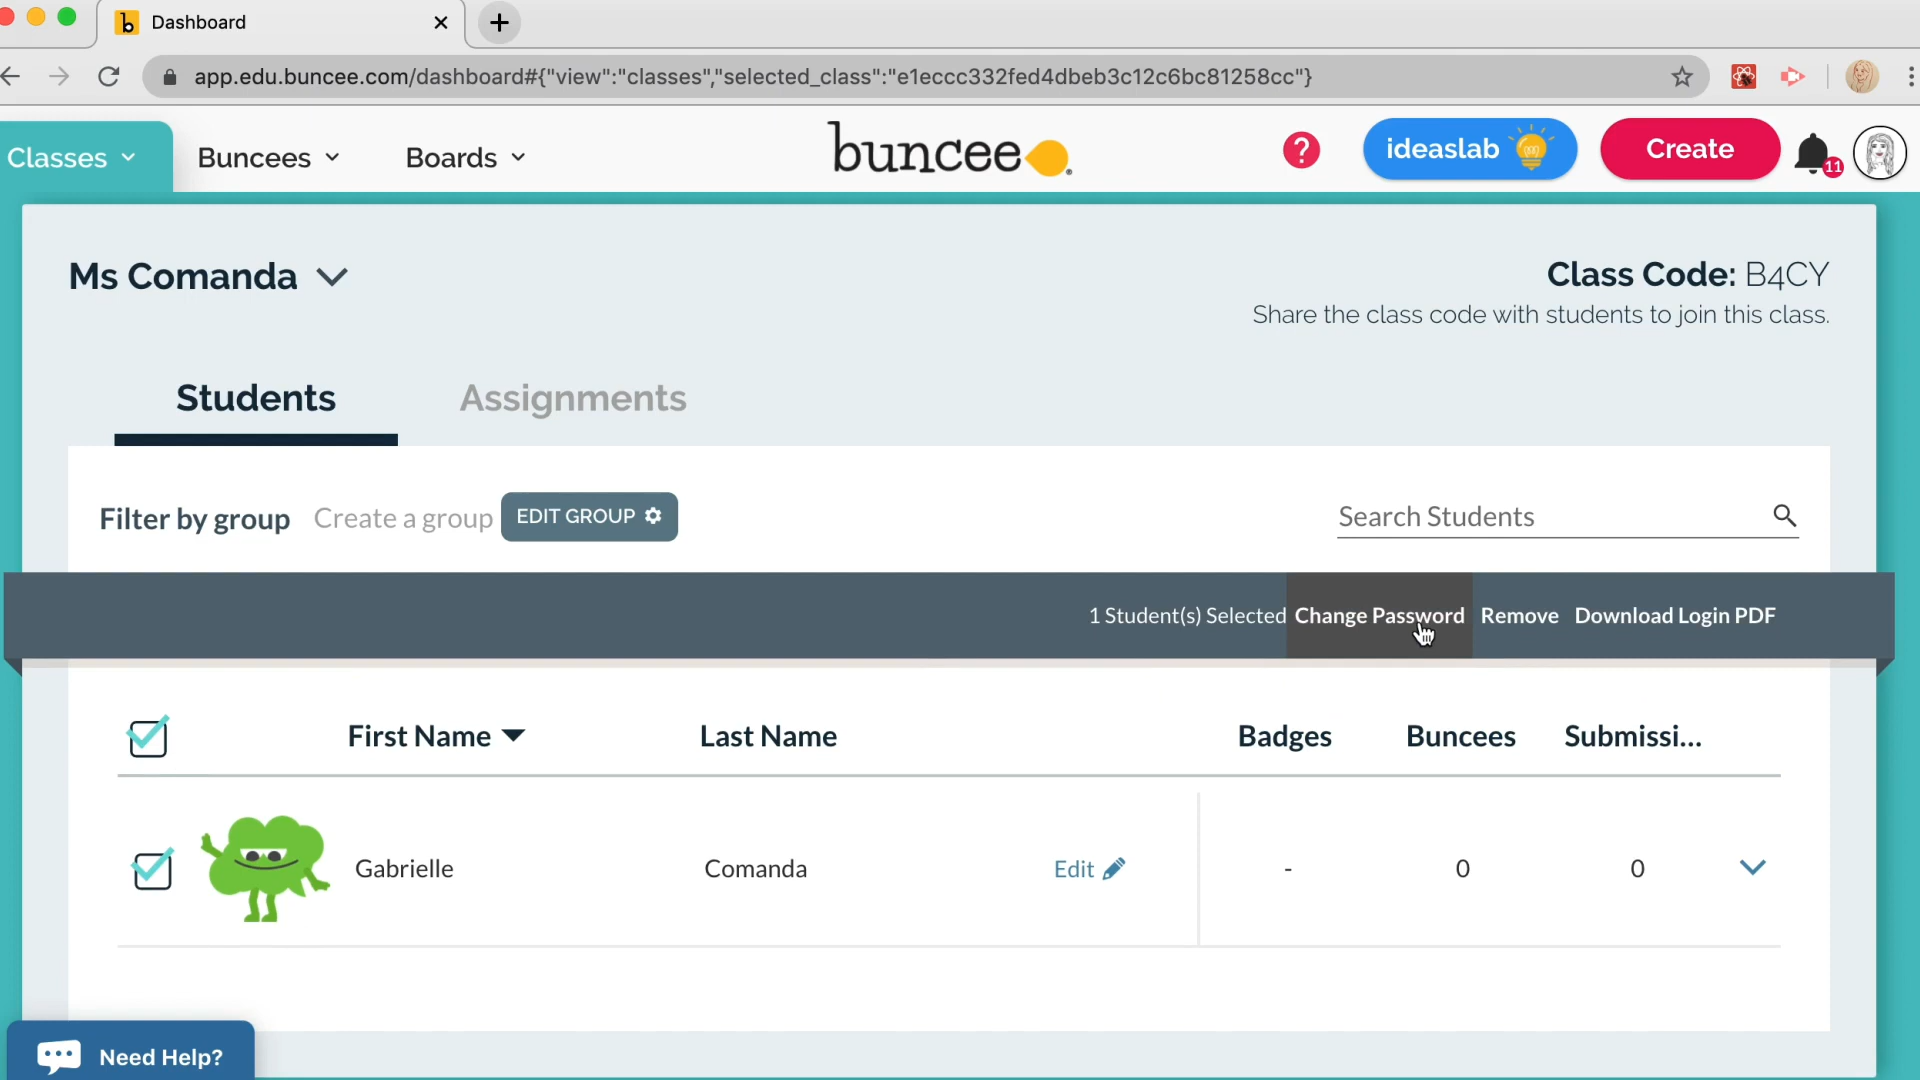 Dashboard
app.edu.buncee.com/dashboard#{"view":"classes","selected_class":"e1eccc332fed4dbeb3c12c6bc81258cc"}
Classes Buncees Boards buncee ? ideaslab Create 11
Ms Comanda
Class Code: B4CY
Share the class code with students to join this class.
Students Assignments
Filter by group Create a group EDIT GROUP Search Students
1 Student(s) Selected Change Password Remove Download Login PDF
First Name Last Name Badges Buncees Submissi...
Gabrielle Comanda Edit - 0 0
Need Help?